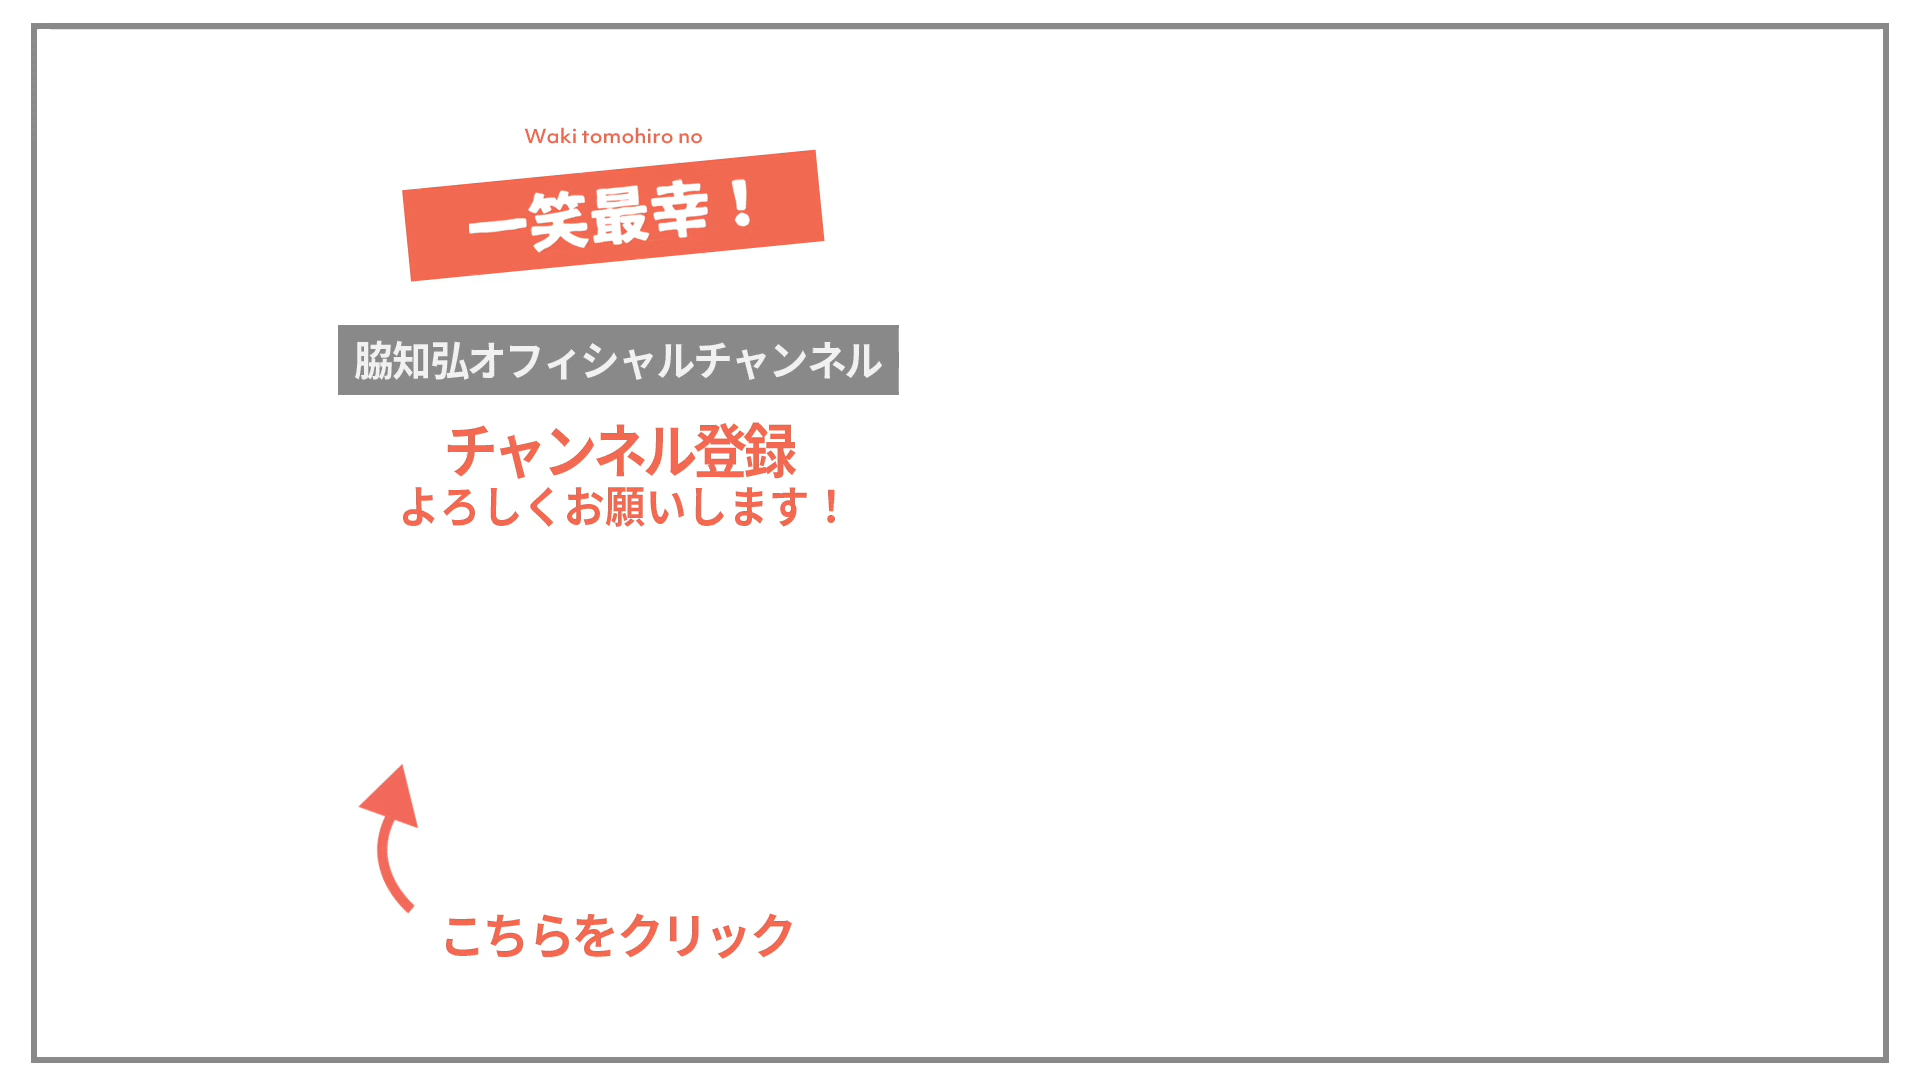 Waki tomohiro no
一笑最幸！
脇知弘オフィシャルチャンネル
チャンネル登録
よろしくお願いします！
こちらをクリック